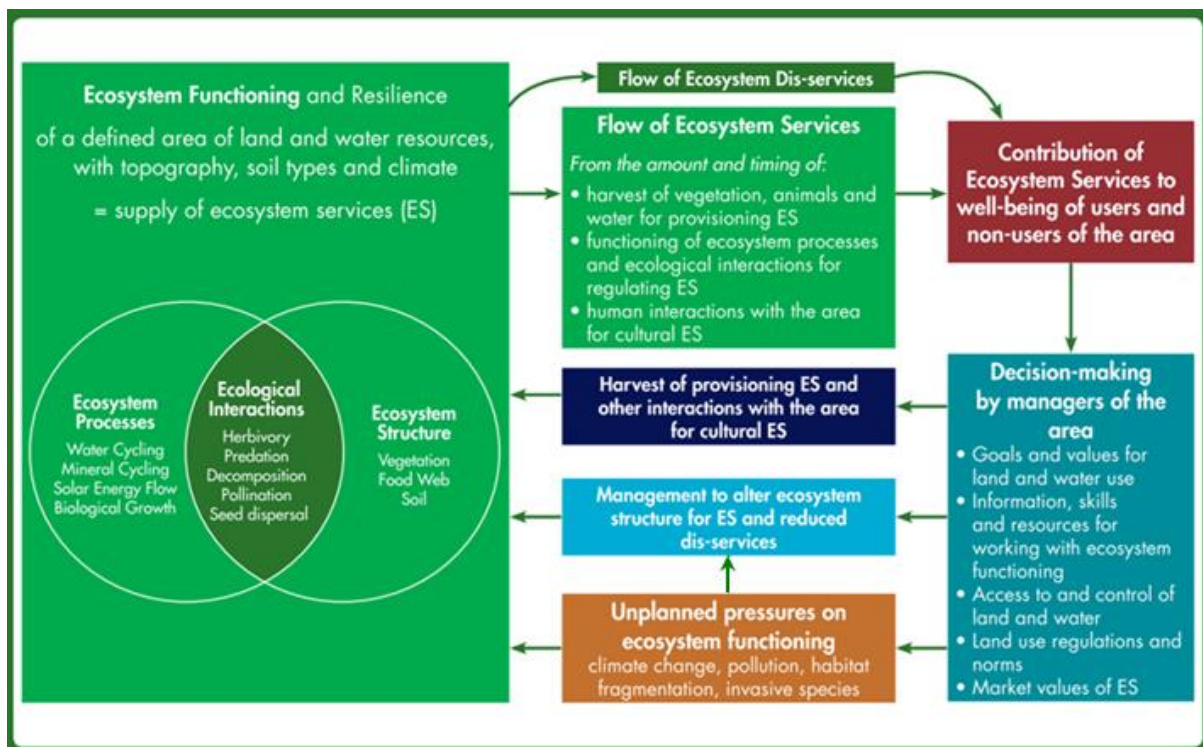 Ecosystem Functioning and Resilience
of a defined area of land and water resources,
with topography, soil types and climate
= supply of ecosystem services (ES)
Ecosystem
Processes
Water Cycling
Mineral Cycling
Solar Energy Flow
Biological Growth
Ecological
Interactions
Herbivory
Predation
Decomposition
Pollination
Seed dispersal
Ecosystem
Structure
Vegetation
Food Web
Soil
Flow of Ecosystem Dis-services
Flow of Ecosystem Services
From the amount and timing of:
• harvest of vegetation, animals and
water for provisioning ES
• functioning of ecosystem processes
and ecological interactions for
regulating ES
• human interactions with the area
for cultural ES
Contribution of
Ecosystem Services to
well-being of users and
non-users of the area
Harvest of provisioning ES and
other interactions with the area
for cultural ES
Management to alter ecosystem
structure for ES and reduced
dis-services
Unplanned pressures on
ecosystem functioning
climate change, pollution, habitat
fragmentation, invasive species
Decision-making
by managers of the
area
• Goals and values for
land and water use
• Information, skills
and resources for
working with ecosystem
functioning
• Access to and control of
land and water
• Land use regulations and
norms
• Market values of ES